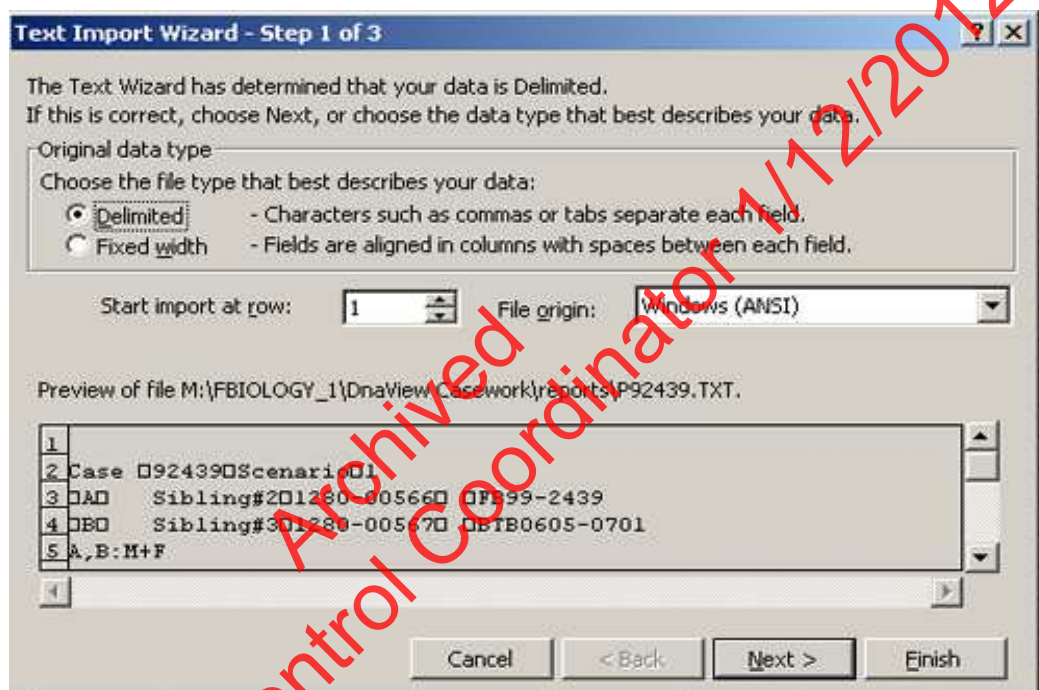 Text Import Wizard - Step 1 of 3
The Text Wizard has determined that your data is Delimited.
If this is correct, choose Next, or choose the data type that best describes your data.
Original data type
Choose the file type that best describes your data:
Delimited - Characters such as commas or tabs separate each field.
Fixed width - Fields are aligned in columns with spaces between each field.
Start import at row: 1 File origin: Windows (ANSI)
Preview of file M:\FBIOLOGY_1\DnaView Casework\reports\P92439.TXT.
1
2 Case □92439□Scenario□1
3 □A□ Sibling#2□1280-00566□ □FB99-2439
4 □B□ Sibling#3□1280-00567□ □BTB0605-0701
5 A,B:M+F
Cancel < Back Next > Finish
Archived
ntrol Coordinator 1/12/2012